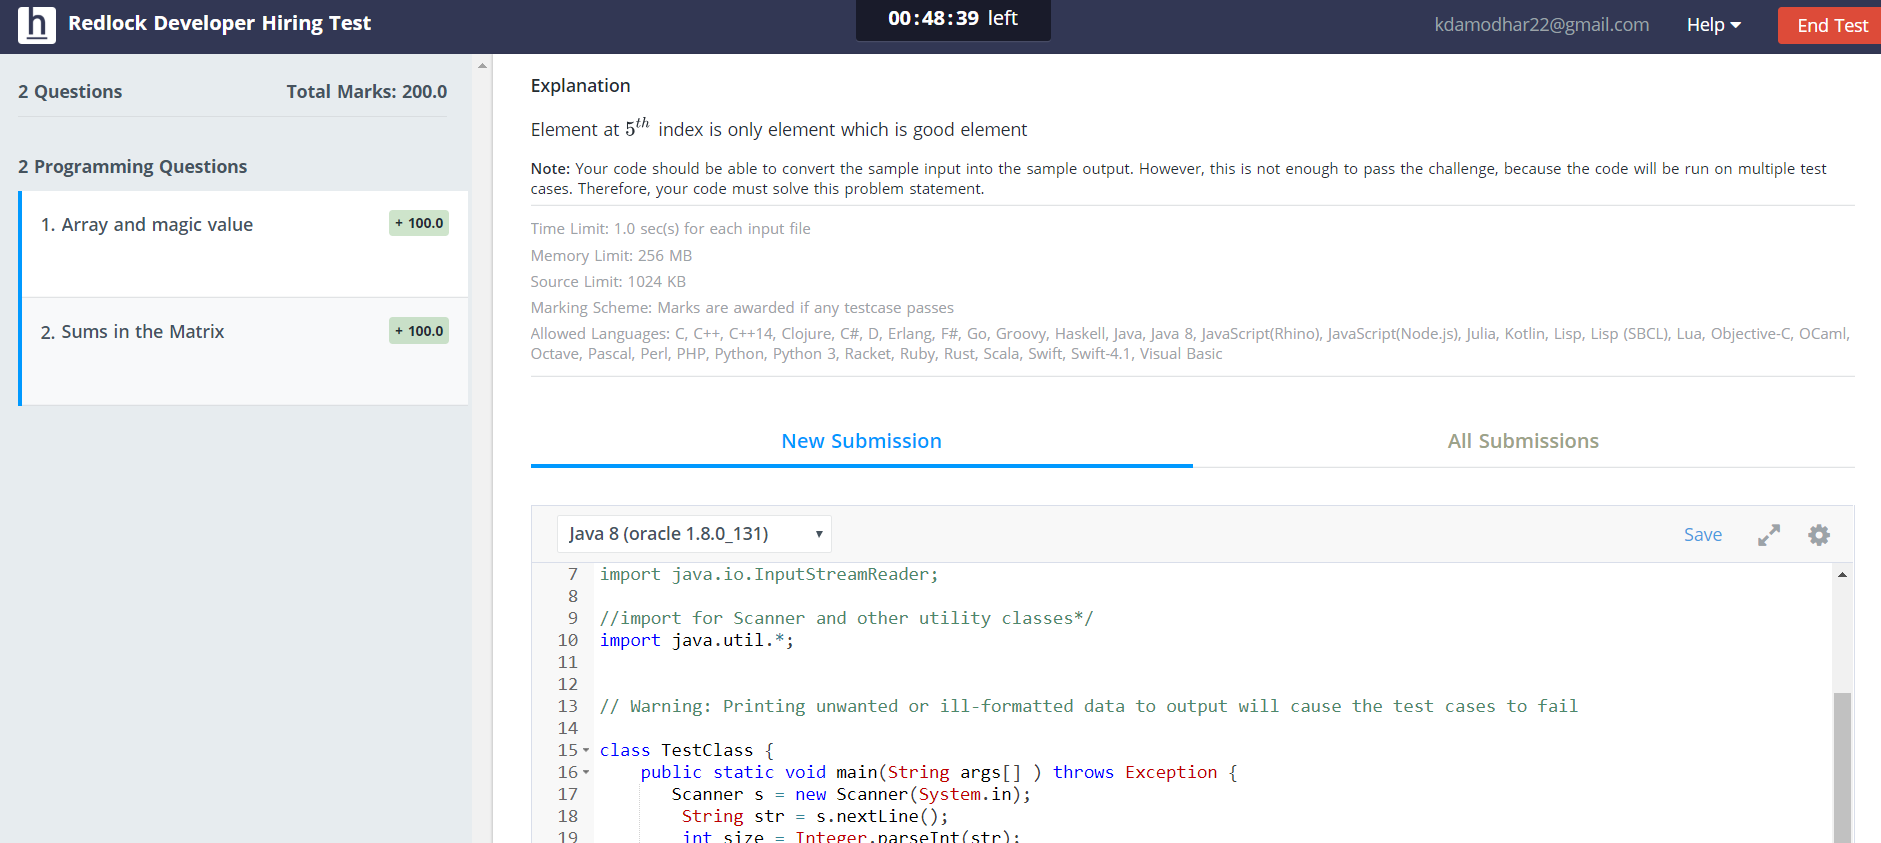 h Redlock Developer Hiring Test
00:48:39 left
kdamodhar22@gmail.com
Help
End Test
2 Questions
Total Marks: 200.0
2 Programming Questions
1. Array and magic value
+ 100.0
2. Sums in the Matrix
+ 100.0
Explanation
Element at 5th index is only element which is good element
Note: Your code should be able to convert the sample input into the sample output. However, this is not enough to pass the challenge, because the code will be run on multiple test
cases. Therefore, your code must solve this problem statement.
Time Limit: 1.0 sec(s) for each input file
Memory Limit: 256 MB
Source Limit: 1024 KB
Marking Scheme: Marks are awarded if any testcase passes
Allowed Languages: C, C++, C++14, Clojure, C#, D, Erlang, F#, Go, Groovy, Haskell, Java, Java 8, JavaScript(Rhino), JavaScript(Node.js), Julia, Kotlin, Lisp, Lisp (SBCL), Lua, Objective-C, OCaml,
Octave, Pascal, Perl, PHP, Python, Python 3, Racket, Ruby, Rust, Scala, Swift, Swift-4.1, Visual Basic
New Submission
All Submissions
Java 8 (oracle 1.8.0_131)
Save
7 import java.io.InputStreamReader;
8
9 //import for Scanner and other utility classes*/
10 import java.util.*;
11
12
13 // Warning: Printing unwanted or ill-formatted data to output will cause the test cases to fail
14
15 class TestClass {
16 public static void main(String args[] ) throws Exception {
17 Scanner s = new Scanner(System.in);
18 String str = s.nextLine();
19 int size = Integer.parseInt(str);